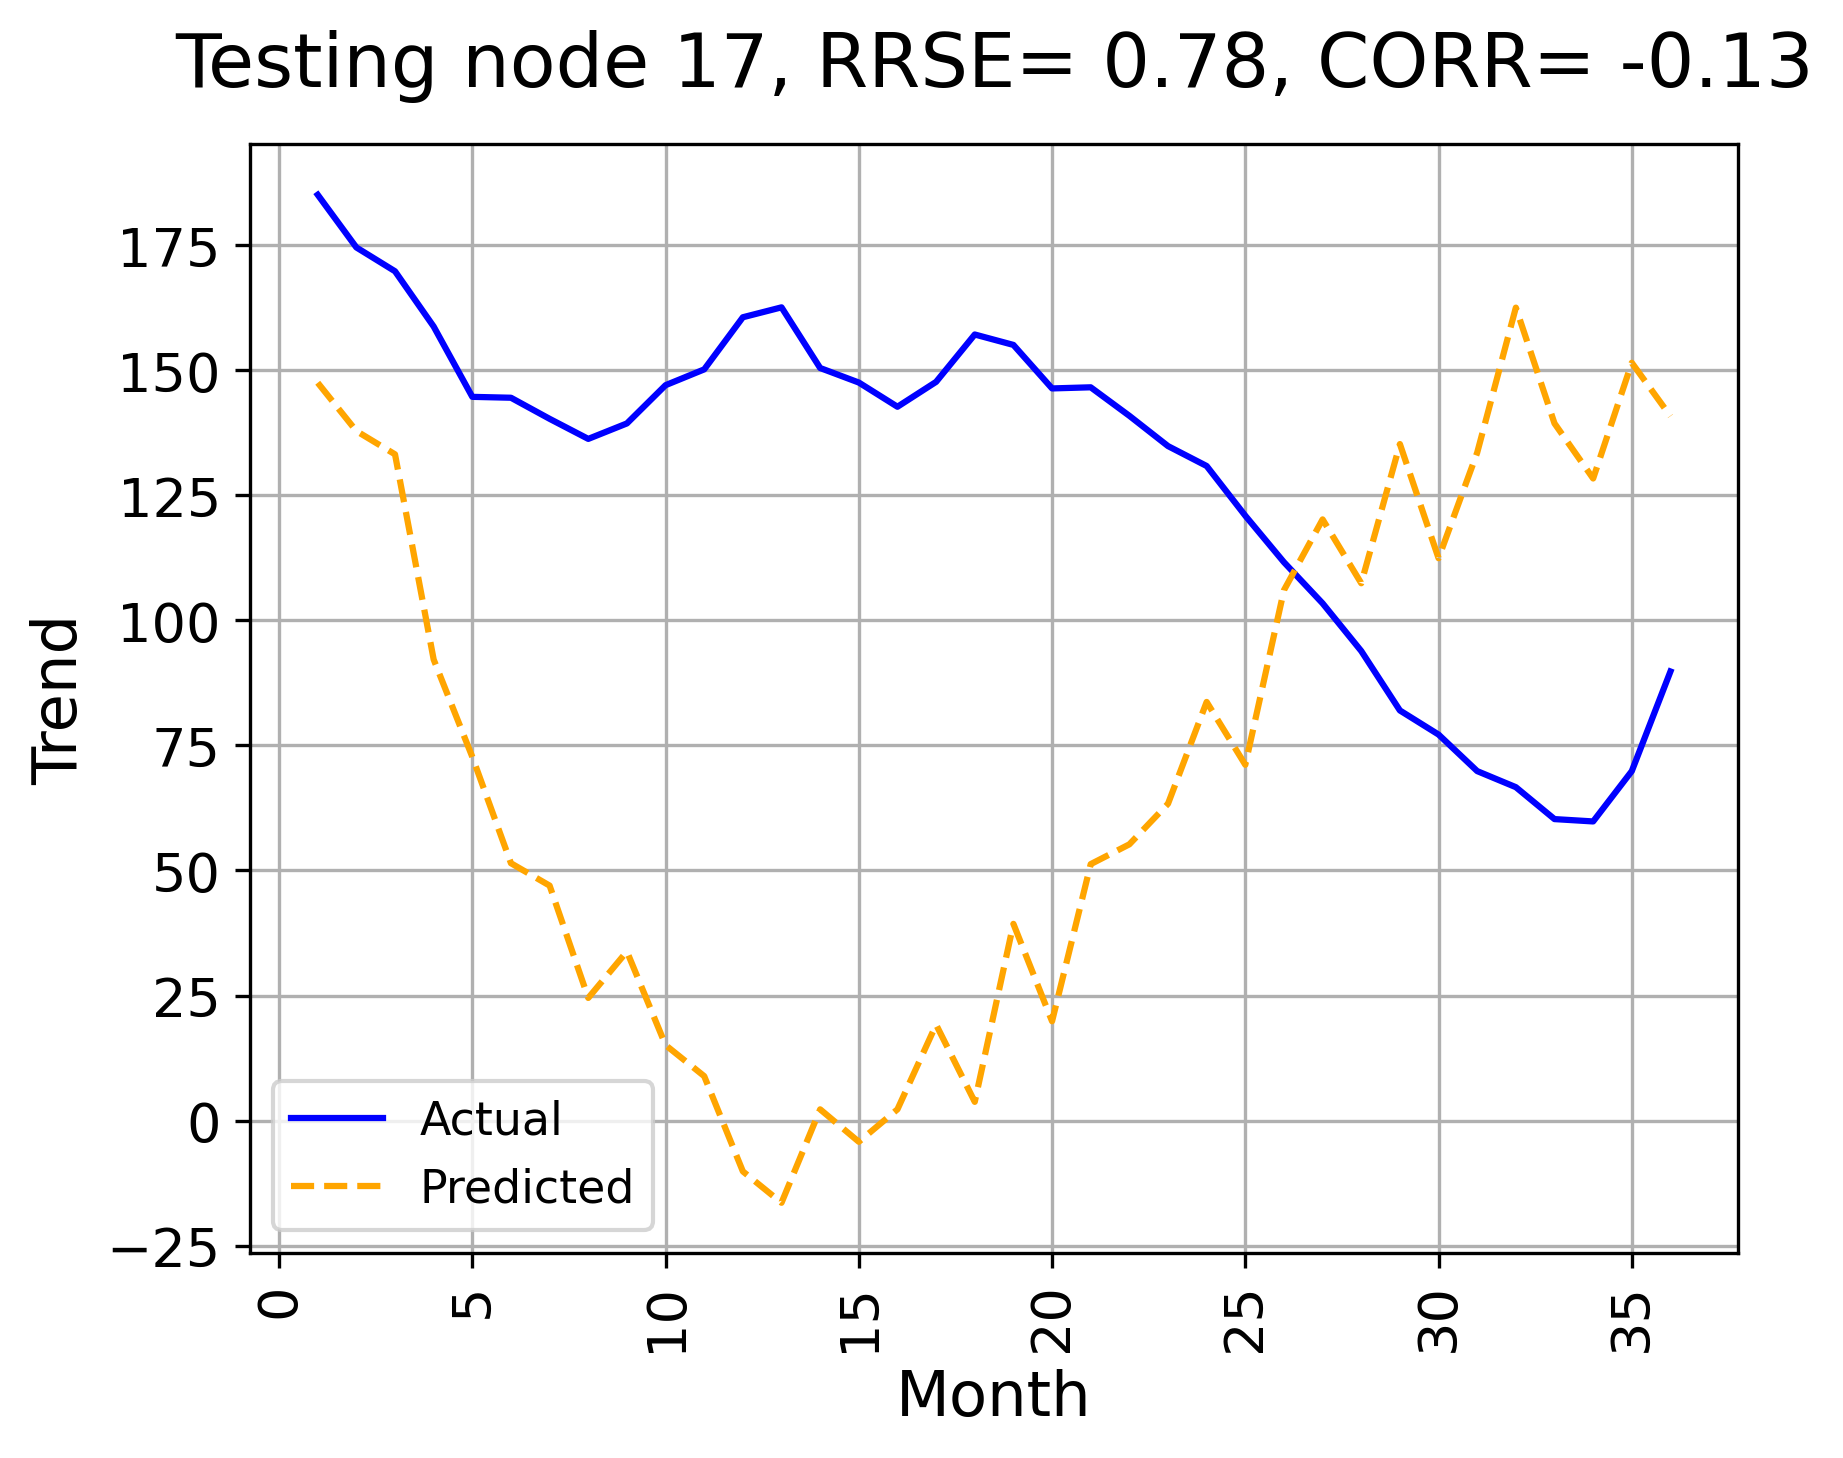 Testing node 17, RRSE= 0.78, CORR= -0.13
Trend
175
150
125
100
75
50
25
0
−25
Actual
Predicted
0 5 10 15 20 25 30 35
Month